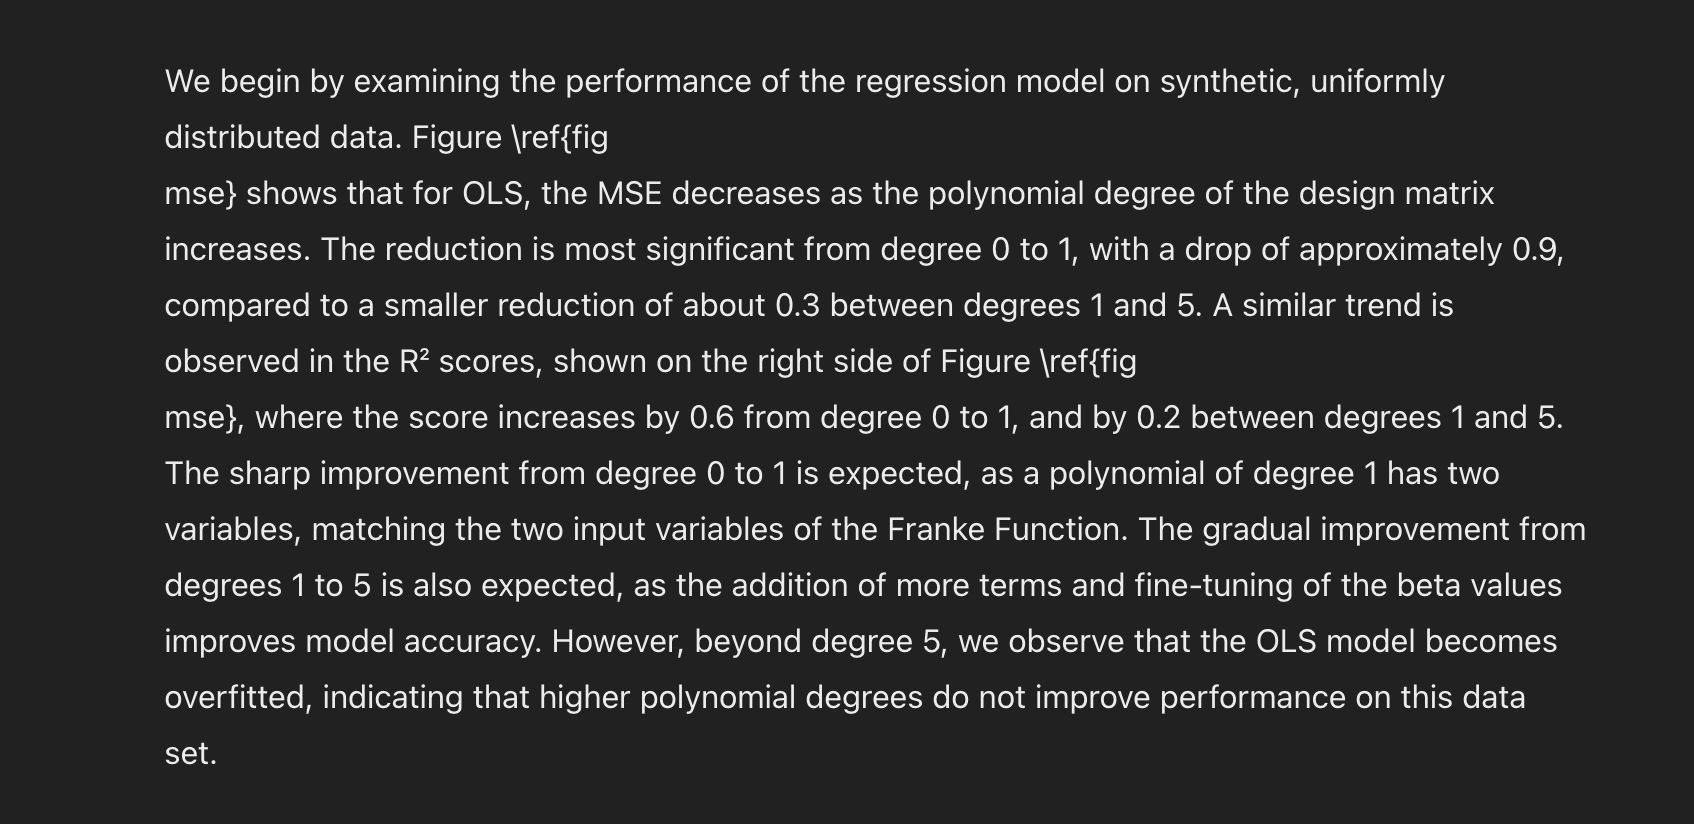 We begin by examining the performance of the regression model on synthetic, uniformly
distributed data. Figure \ref{fig
mse} shows that for OLS, the MSE decreases as the polynomial degree of the design matrix
increases. The reduction is most significant from degree 0 to 1, with a drop of approximately 0.9,
compared to a smaller reduction of about 0.3 between degrees 1 and 5. A similar trend is
observed in the R² scores, shown on the right side of Figure \ref{fig
mse}, where the score increases by 0.6 from degree 0 to 1, and by 0.2 between degrees 1 and 5.
The sharp improvement from degree 0 to 1 is expected, as a polynomial of degree 1 has two
variables, matching the two input variables of the Franke Function. The gradual improvement from
degrees 1 to 5 is also expected, as the addition of more terms and fine-tuning of the beta values
improves model accuracy. However, beyond degree 5, we observe that the OLS model becomes
overfitted, indicating that higher polynomial degrees do not improve performance on this data
set.